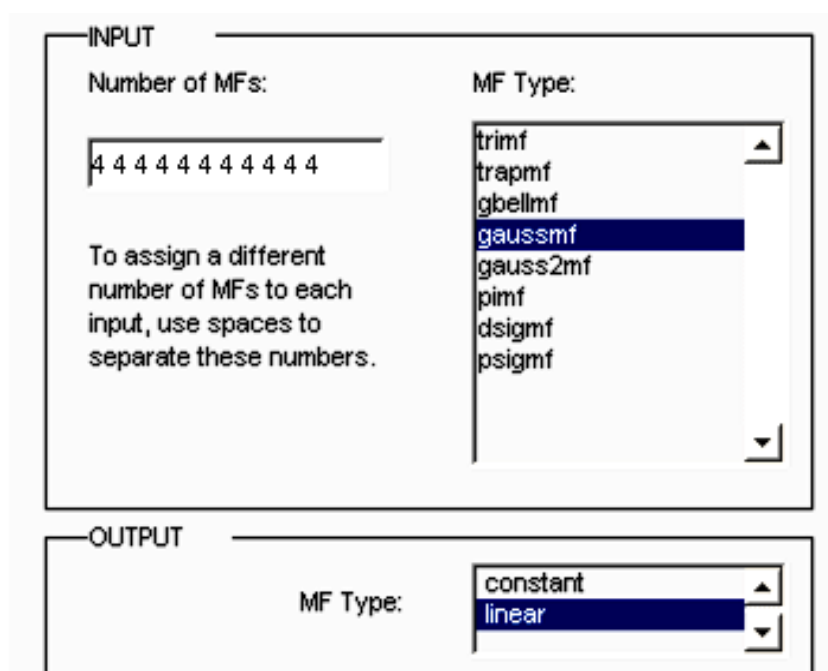 INPUT
Number of MFs:
4 4 4 4 4 4 4 4 4 4 4
To assign a different
number of MFs to each
input, use spaces to
separate these numbers.
MF Type:
trimf
trapmf
gbellmf
gaussmf
gauss2mf
pimf
dsigmf
psigmf
OUTPUT
MF Type:
constant
linear